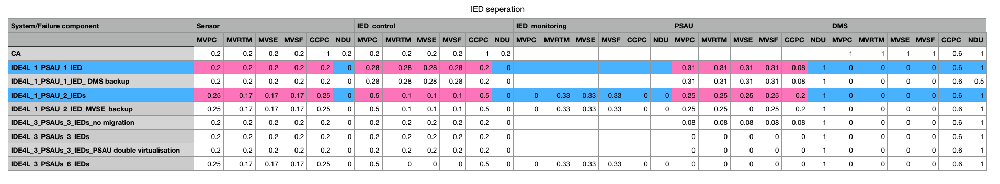 IED seperation
System/Failure component Sensor IED_control IED_monitoring PSAU DMS
MVPC MVRTM MVSE MVSF CCPC NDU MVPC MVRTM MVSE MVSF CCPC NDU MVPC MVRTM MVSE MVSF CCPC NDU MVPC MVRTM MVSE MVSF CCPC NDU MVPC MVRTM MVSE MVSF CCPC NDU
CA 0.2 0.2 0.2 0.2 1 0.2 0.2 0.2 0.2 0.2 1 0.2 1 1 1 1 0.6 1
IDE4L_1_PSAU_1_IED 0.2 0.2 0.2 0.2 0.2 0 0.28 0.28 0.28 0.28 0.2 0 0.31 0.31 0.31 0.31 0.08 1 0 0 0 0 0.6 1
IDE4L_1_PSAU_1_IED_ DMS backup 0.2 0.2 0.2 0.2 0.2 0 0.28 0.28 0.28 0.28 0.2 0 0.31 0.31 0.31 0.31 0.08 1 0 0 0 0 0.6 0.5
IDE4L_1_PSAU_2_IEDs 0.25 0.17 0.17 0.17 0.25 0 0.5 0.1 0.1 0.1 0.5 0 0 0.33 0.33 0.33 0 0 0.25 0.25 0.25 0.25 0.2 1 0 0 0 0 0.6 1
IDE4L_1_PSAU_2_IED_MVSE_backup 0.25 0.17 0.17 0.17 0.25 0 0.5 0.1 0.1 0.1 0.5 0 0 0.33 0.33 0.33 0 0 0.25 0.25 0 0.25 0.2 1 0 0 0 0 0.6 1
IDE4L_3_PSAUs_3_IEDs_no migration 0.2 0.2 0.2 0.2 0.2 0 0.2 0.2 0.2 0.2 0.2 0 0.08 0.08 0.08 0.08 0.08 1 0 0 0 0 0.6 1
IDE4L_3_PSAUs_3_IEDs 0.2 0.2 0.2 0.2 0.2 0 0.2 0.2 0.2 0.2 0.2 0 0 0 0 0 0 1 0 0 0 0 0.6 1
IDE4L_3_PSAUs_3_IEDs_PSAU double virtualisation 0.2 0.2 0.2 0.2 0.2 0 0.2 0.2 0.2 0.2 0.2 0 0 0 0 0 0 1 0 0 0 0 0.6 1
IDE4L_3_PSAUs_6_IEDs 0.25 0.17 0.17 0.17 0.25 0 0.5 0 0 0 0.5 0 0 0.33 0.33 0.33 0 0 0 0 0 0 0 1 0 0 0 0 0.6 1